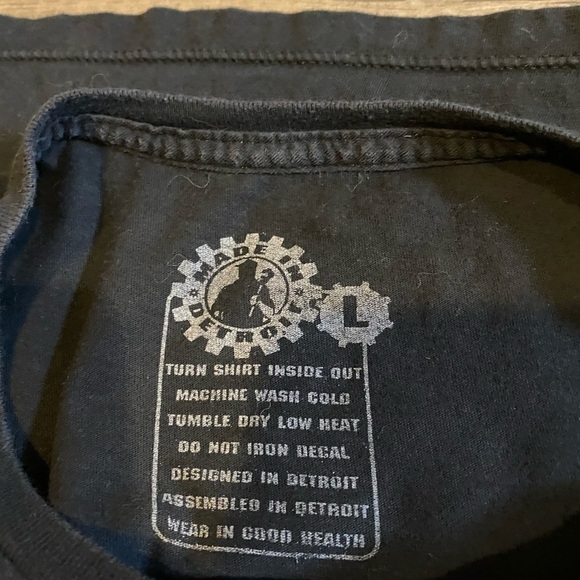 MADE IN
DETROIT
L
TURN SHIRT INSIDE OUT
MACHINE WASH COLD
TUMBLE DRY LOW HEAT
DO NOT IRON DECAL
DESIGNED IN DETROIT
ASSEMBLED IN DETROIT
WEAR IN GOOD HEALTH